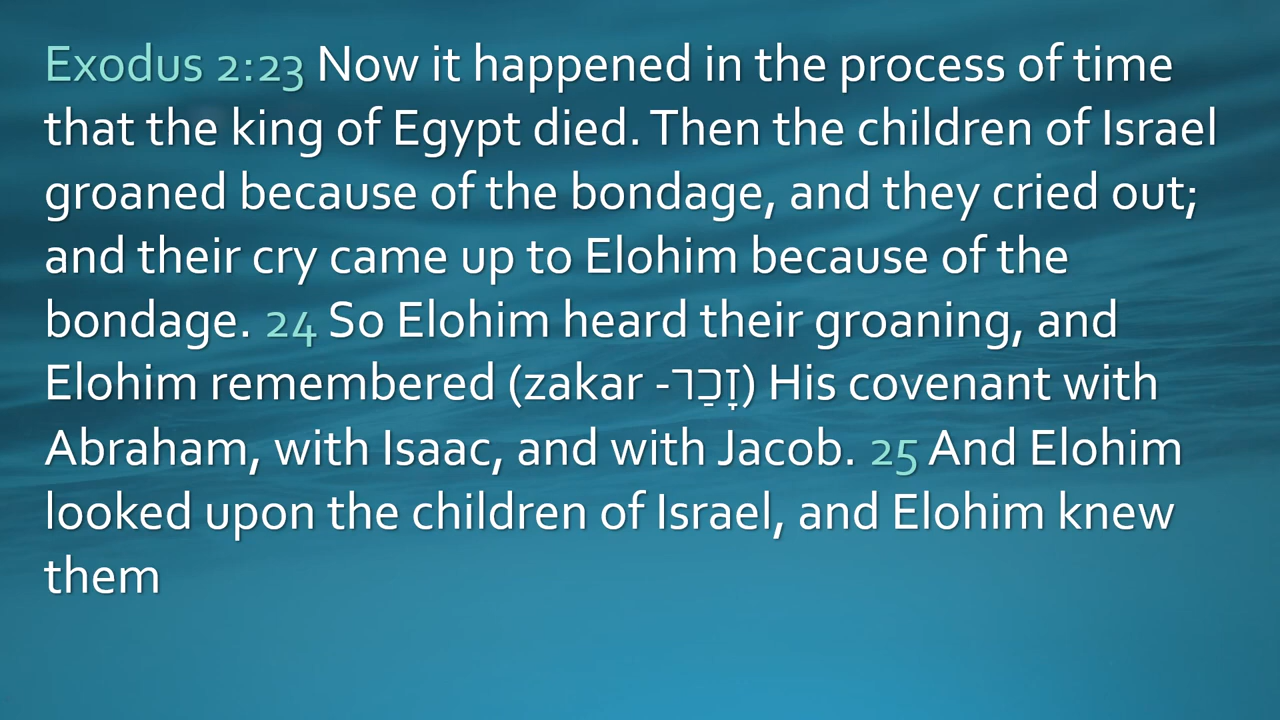 Exodus 2:23 Now it happened in the process of time
that the king of Egypt died. Then the children of Israel
groaned because of the bondage, and they cried out;
and their cry came up to Elohim because of the
bondage. 24 So Elohim heard their groaning, and
Elohim remembered (zakar -זָכַר) His covenant with
Abraham, with Isaac, and with Jacob. 25 And Elohim
looked upon the children of Israel, and Elohim knew
them